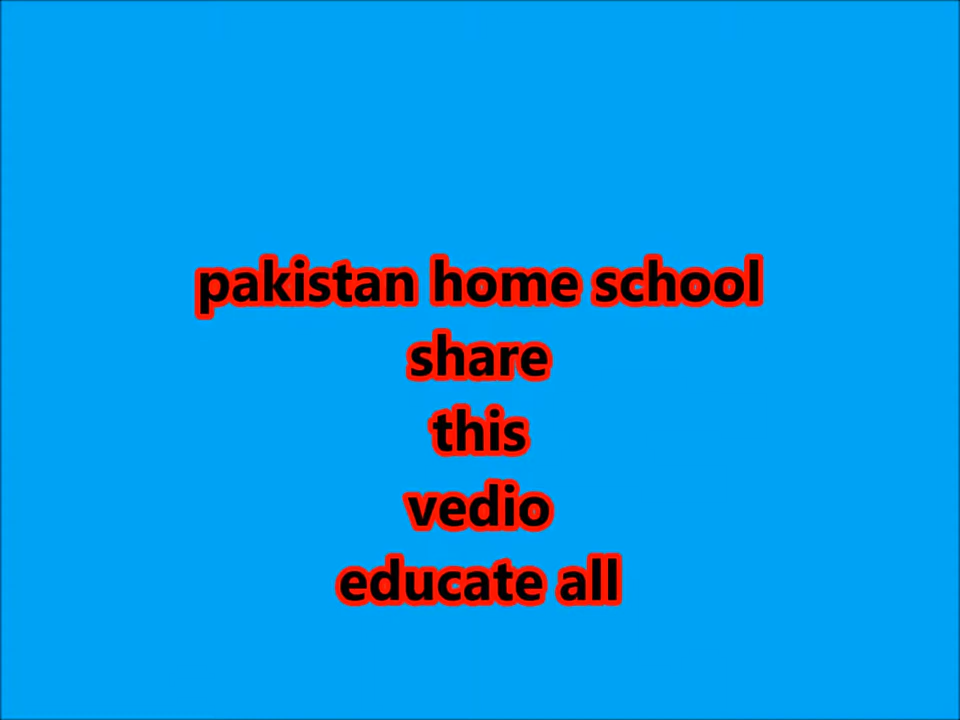 pakistan home school
share
this
vedio
educate all